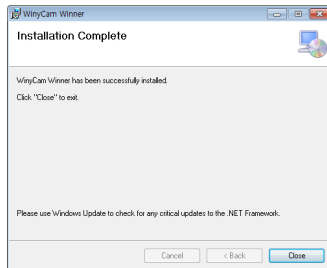 WinyCam Winner
Installation Complete
WinyCam Winner has been successfully installed.
Click "Close" to exit.
Please use Windows Update to check for any critical updates to the .NET Framework.
Cancel
< Back
Close